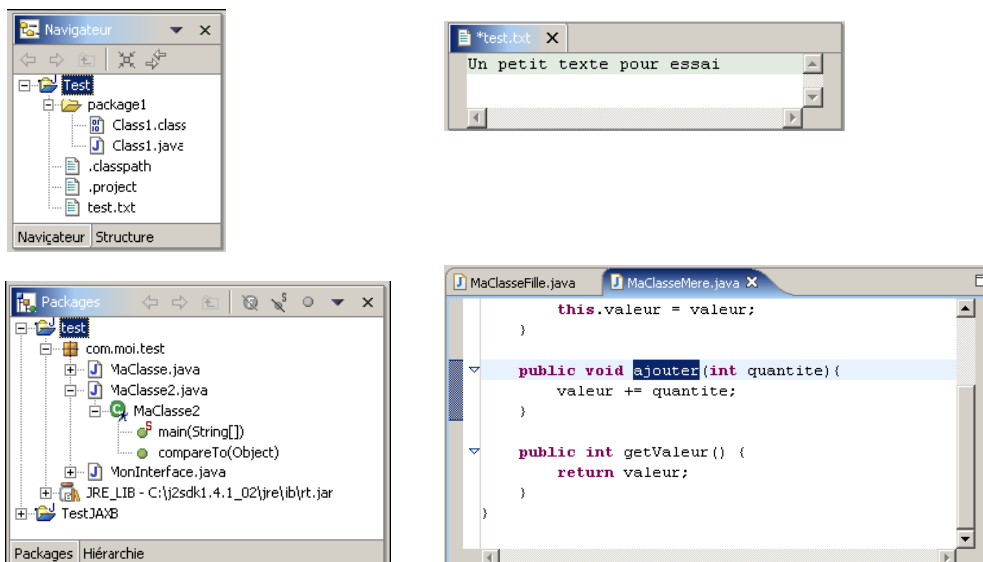 Navigateur
Test
package1
Class1.class
Class1.java
.classpath
.project
test.txt
Navigateur Structure
*test.txt
Un petit texte pour essai
Packages
test
com.moi.test
MaClasse.java
MaClasse2.java
MaClasse2
main(String[])
compareTo(Object)
MonInterface.java
JRE_LIB - C:\j2sdk1.4.1_02\jre\lib\rt.jar
TestJAXB
Packages Hiérarchie
MaClasseFille.java MaClasseMere.java
this.valeur = valeur;
}
public void ajouter(int quantite){
valeur += quantite;
}
public int getValeur() {
return valeur;
}
}